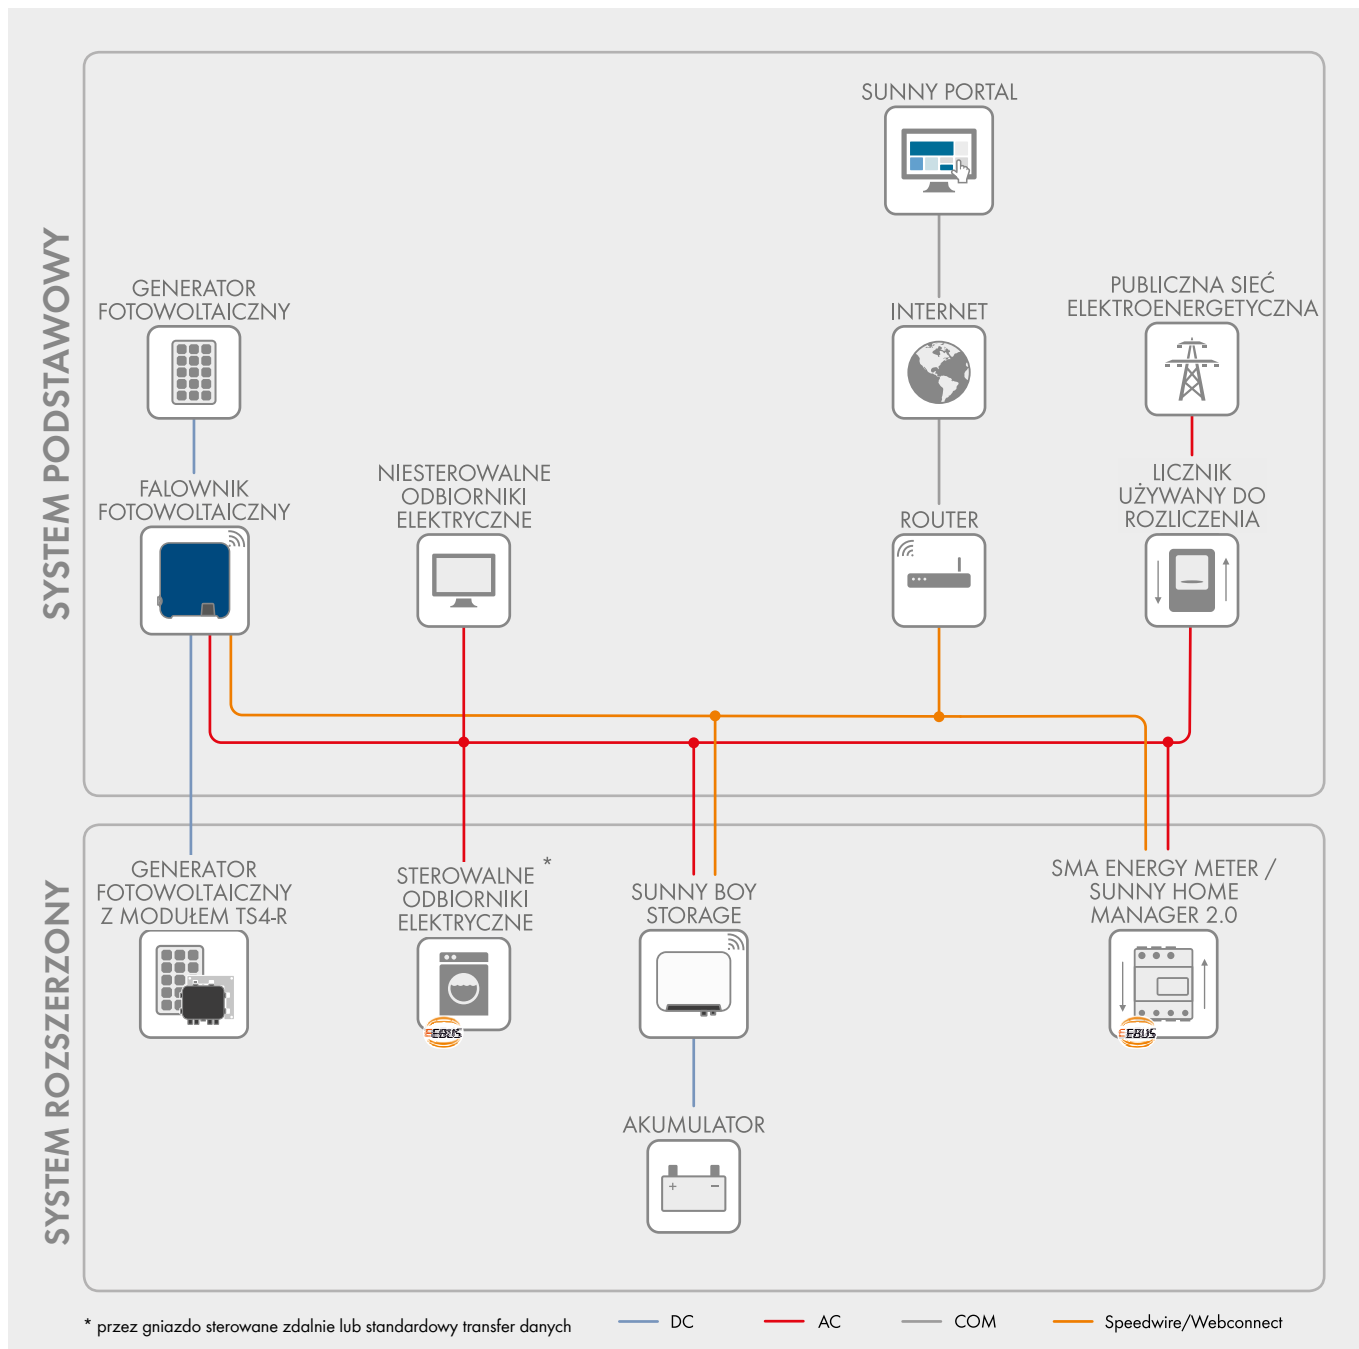 SYSTEM PODSTAWOWY
SUNNY PORTAL
GENERATOR
FOTOWOLTAICZNY
INTERNET
PUBLICZNA SIEĆ
ELEKTROENERGETYCZNA
FALOWNIK
FOTOWOLTAICZNY
NIESTEROWALNE
ODBIORNIKI
ELEKTRYCZNE
ROUTER
LICZNIK
UŻYWANY DO
ROZLICZENIA
SYSTEM ROZSZERZONY
GENERATOR
FOTOWOLTAICZNY
Z MODUŁEM TS4-R
STEROWALNE *
ODBIORNIKI
ELEKTRYCZNE
EEBUS
SUNNY BOY
STORAGE
SMA ENERGY METER /
SUNNY HOME
MANAGER 2.0
EEBUS
AKUMULATOR
+ −
* przez gniazdo sterowane zdalnie lub standardowy transfer danych
DC
AC
COM
Speedwire/Webconnect